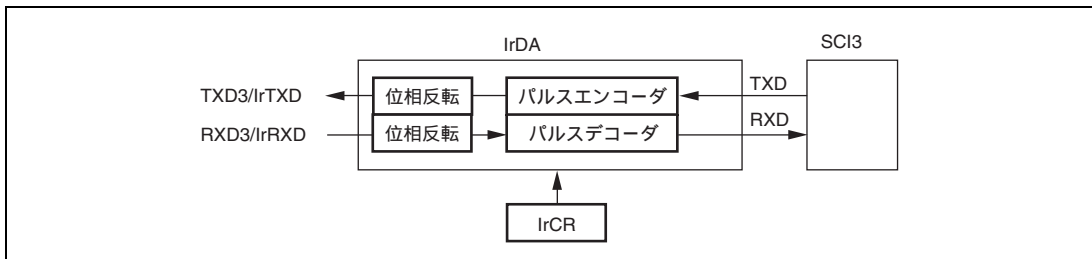 IrDA
SCI3
TXD3/IrTXD
位相反転
パルスエンコーダ
TXD
RXD3/IrRXD
位相反転
パルスデコーダ
RXD
IrCR